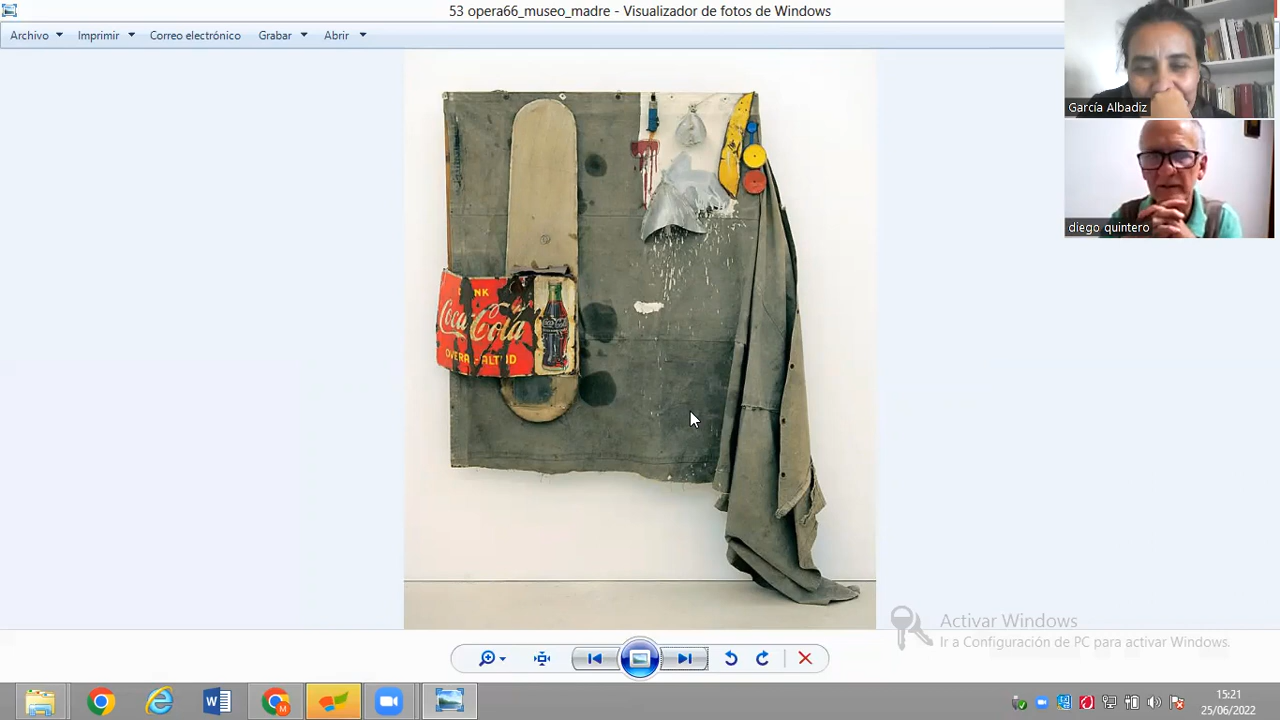 53 opera66_museo_madre - Visualizador de fotos de Windows
Archivo Imprimir Correo electrónico Grabar Abrir
García Albadiz
diego quintero
Coca-Cola
Activar Windows
Ir a Configuración de PC para activar Windows.
15:21
25/06/2022